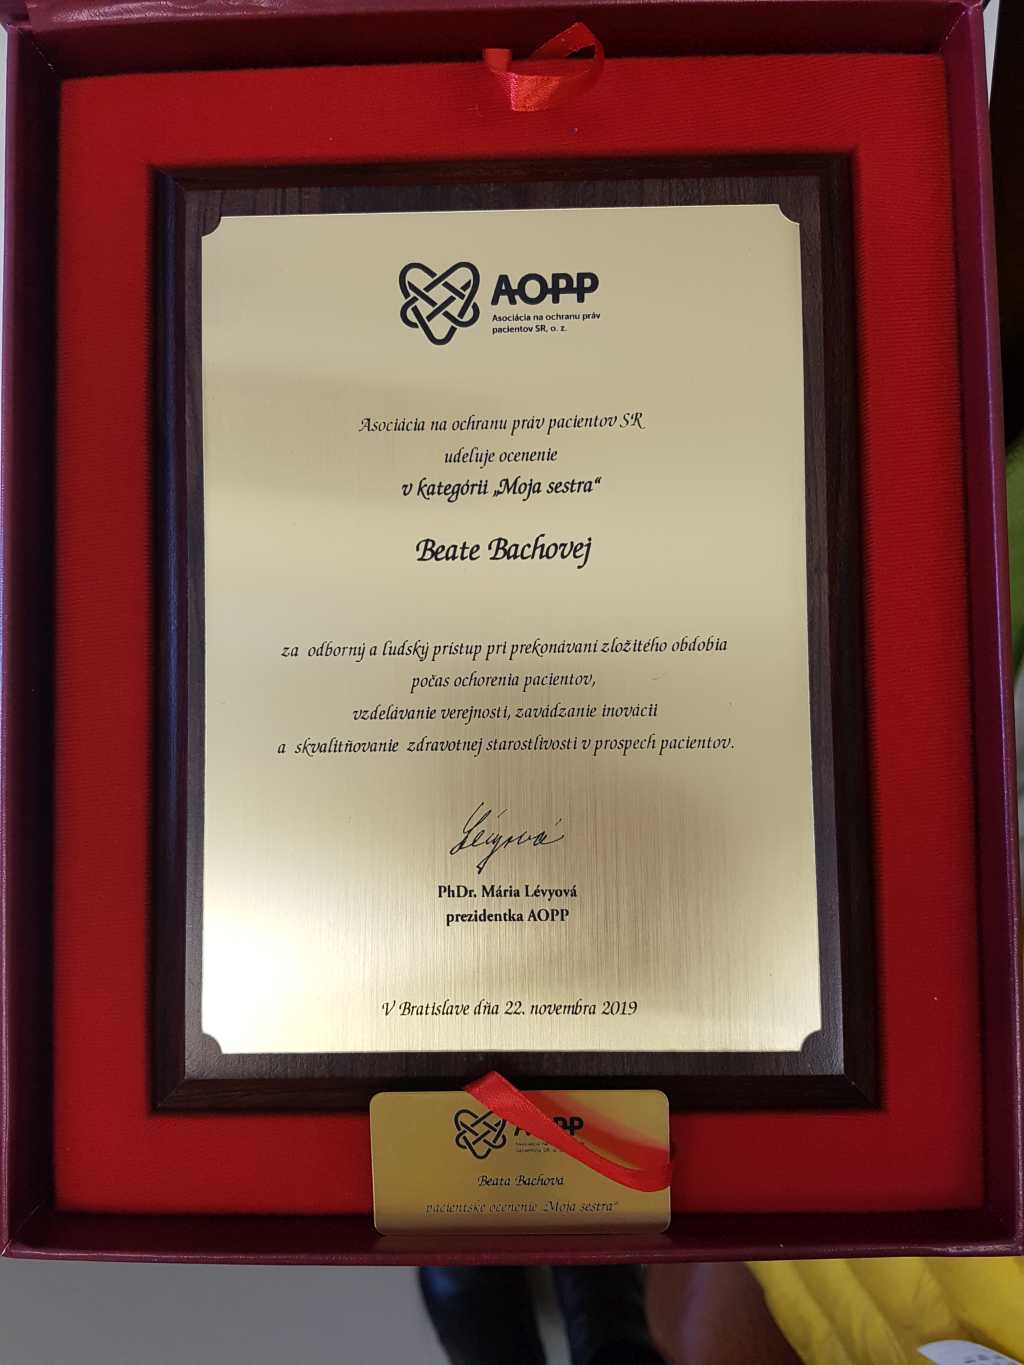 AOPP
Asociácia na ochranu práv
pacientov SR, o. z.
Asociácia na ochranu práv pacientov SR
udeľuje ocenenie
v kategórii „Moja sestra“
Beate Bachovej
za odborný a ľudský prístup pri prekonávaní zložitého obdobia
počas ochorenia pacientov,
vzdelávanie verejnosti, zavádzanie inovácií
a skvalitňovanie zdravotnej starostlivosti v prospech pacientov.
Lévyová
PhDr. Mária Lévyová
prezidentka AOPP
V Bratislave dňa 22. novembra 2019
AOPP
Beata Bachová
pacientske ocenenie „Moja sestra“